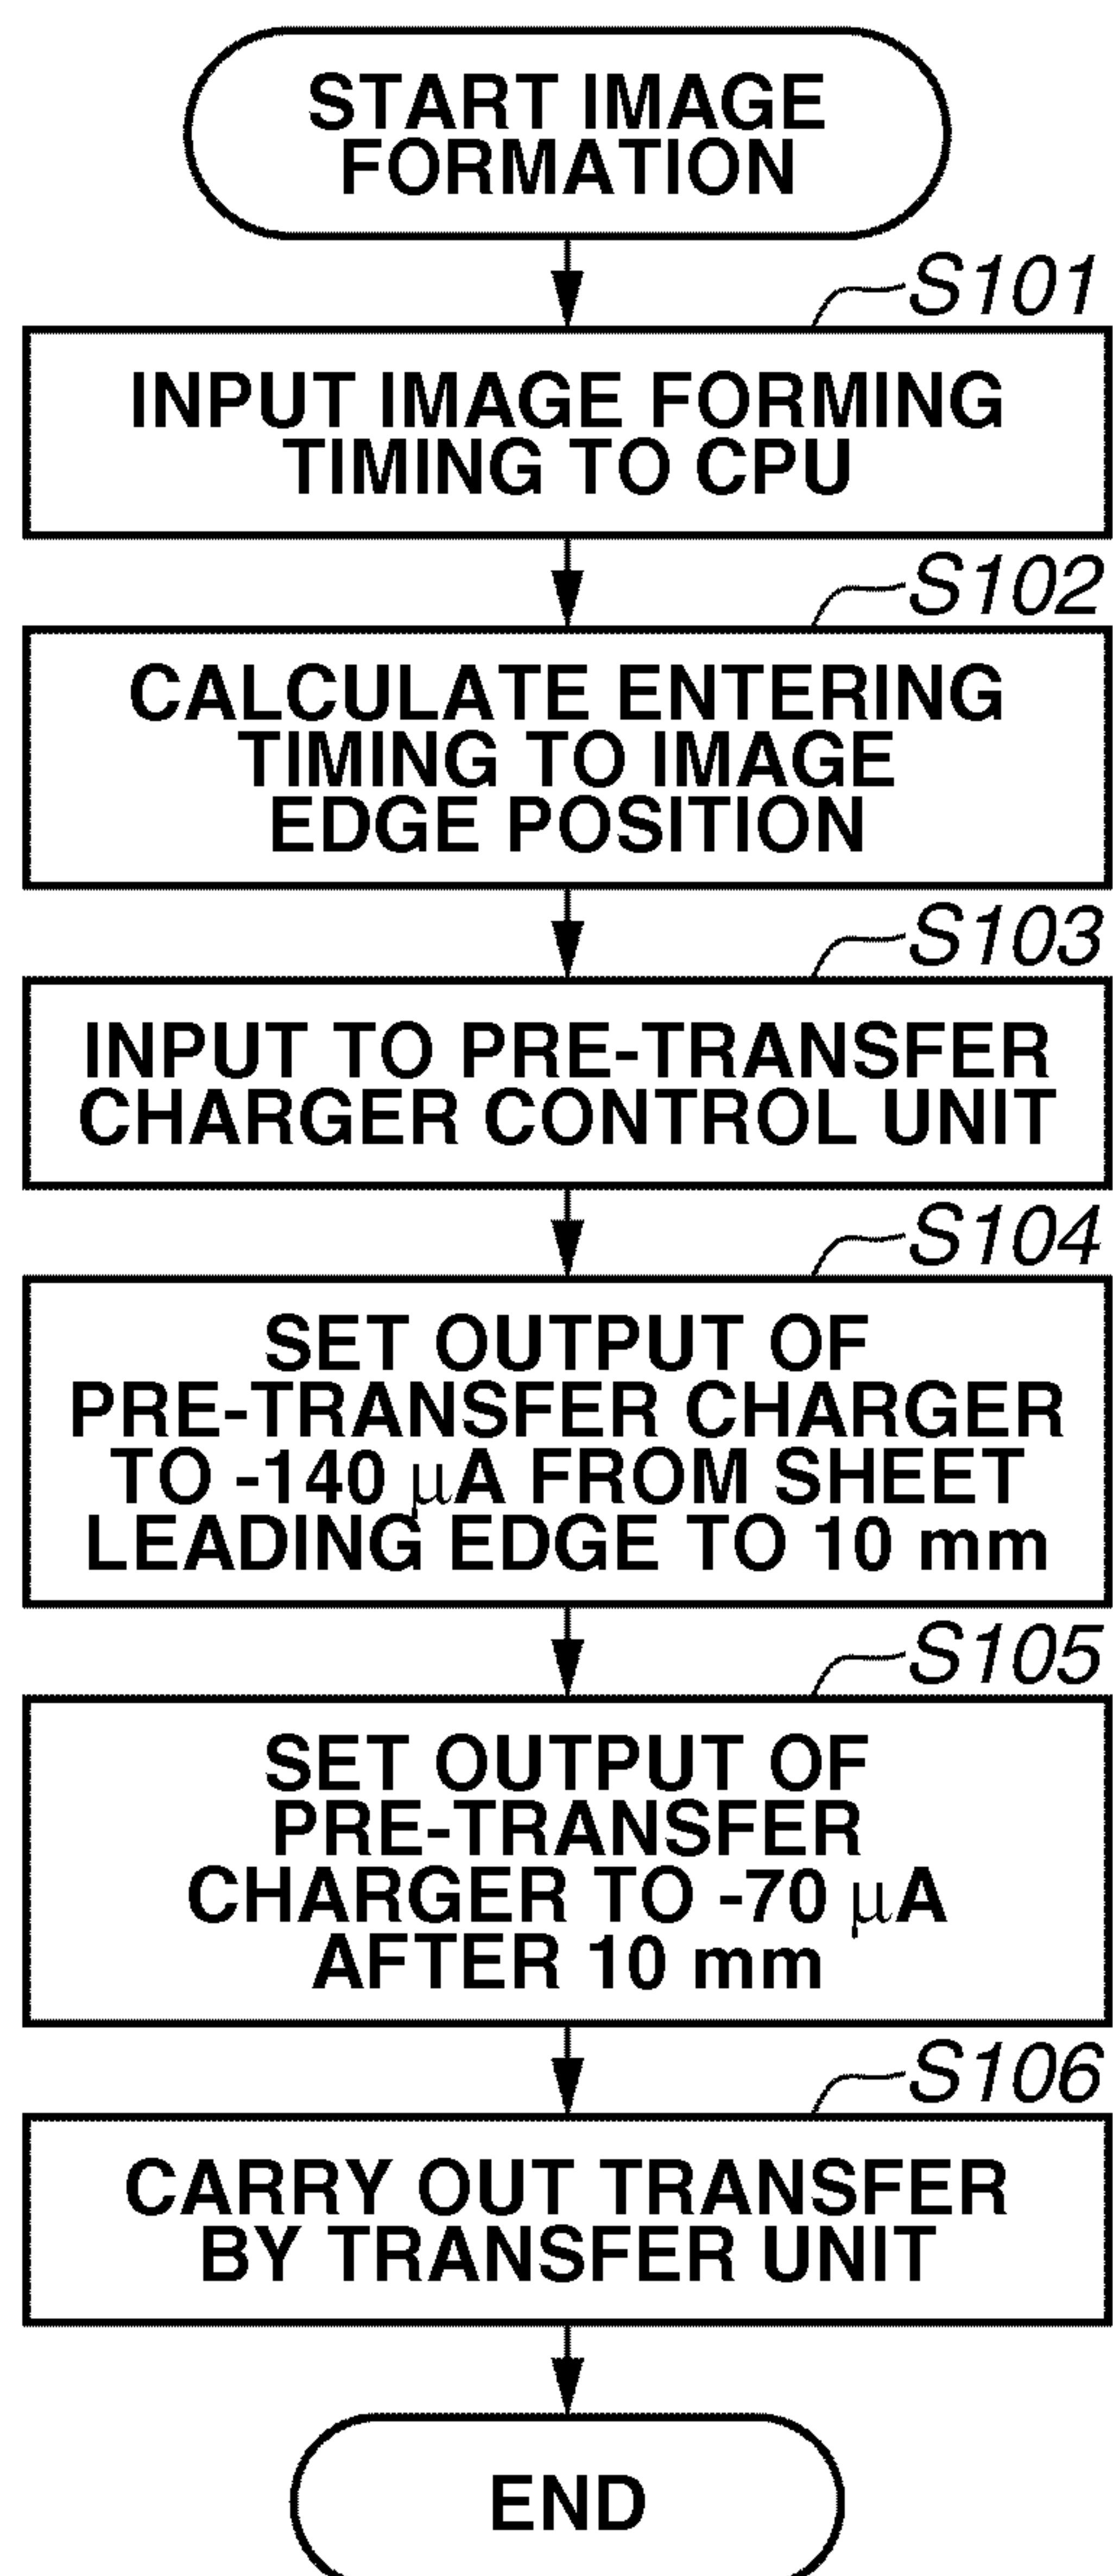 START IMAGE
FORMATION
S101
INPUT IMAGE FORMING
TIMING TO CPU
S102
CALCULATE ENTERING
TIMING TO IMAGE
EDGE POSITION
S103
INPUT TO PRE-TRANSFER
CHARGER CONTROL UNIT
S104
SET OUTPUT OF
PRE-TRANSFER CHARGER
TO -140 μA FROM SHEET
LEADING EDGE TO 10 mm
S105
SET OUTPUT OF
PRE-TRANSFER
CHARGER TO -70 μA
AFTER 10 mm
S106
CARRY OUT TRANSFER
BY TRANSFER UNIT
END